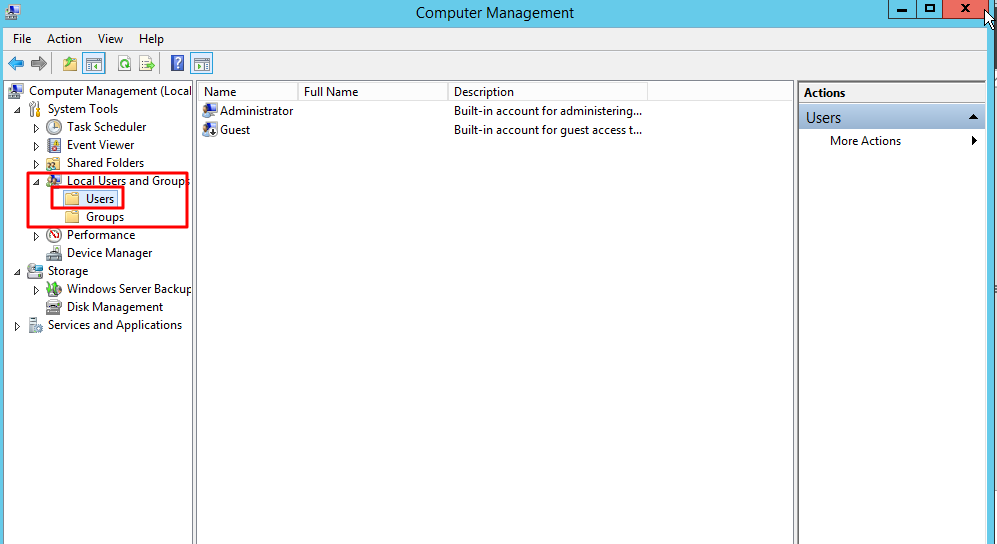 Computer Management
File Action View Help
Computer Management (Local
System Tools
Task Scheduler
Event Viewer
Shared Folders
Local Users and Groups
Users
Groups
Performance
Device Manager
Storage
Windows Server Backup
Disk Management
Services and Applications
Name Full Name Description
Administrator Built-in account for administering...
Guest Built-in account for guest access t...
Actions
Users
More Actions